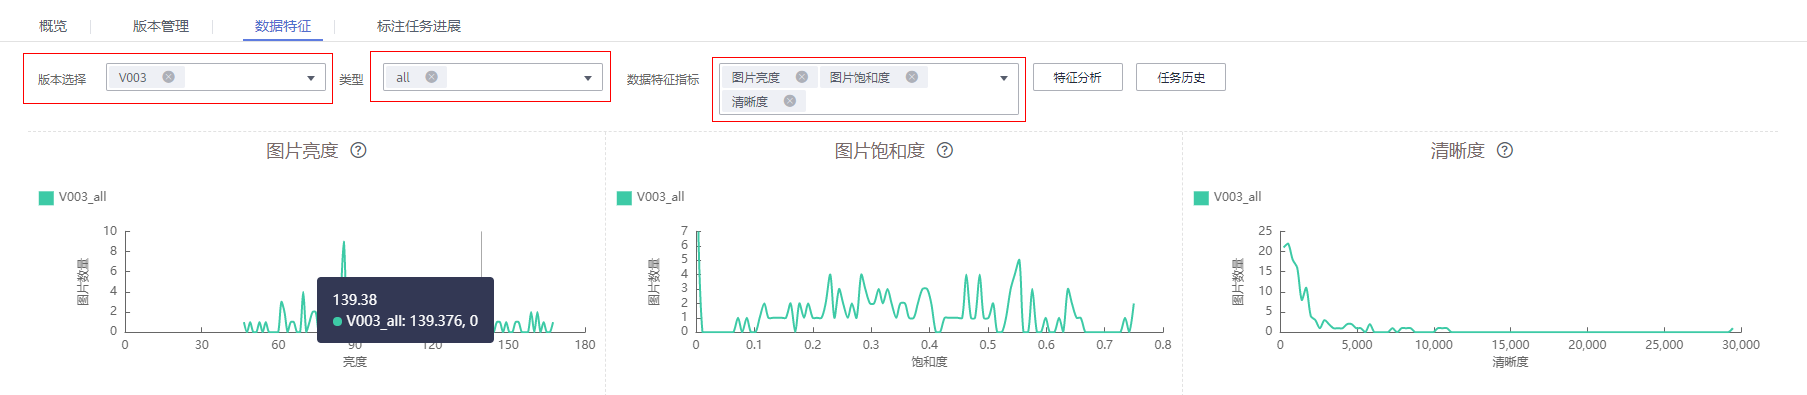 概览 版本管理 数据特征 标注任务进展
版本选择 V003 类型 all 数据特征指标 图片亮度 图片饱和度 特征分析 任务历史
清晰度
图片亮度 图片饱和度 清晰度
V003_all V003_all V003_all
图片数量
10
8
6
4
2
0
0 30 60 90 120 150 180
亮度
139.38
V003_all: 139.376, 0
图片数量
7
6
5
4
3
2
1
0
0 0.1 0.2 0.3 0.4 0.5 0.6 0.7 0.8
饱和度
图片数量
25
20
15
10
5
0
0 5,000 10,000 15,000 20,000 25,000 30,000
清晰度